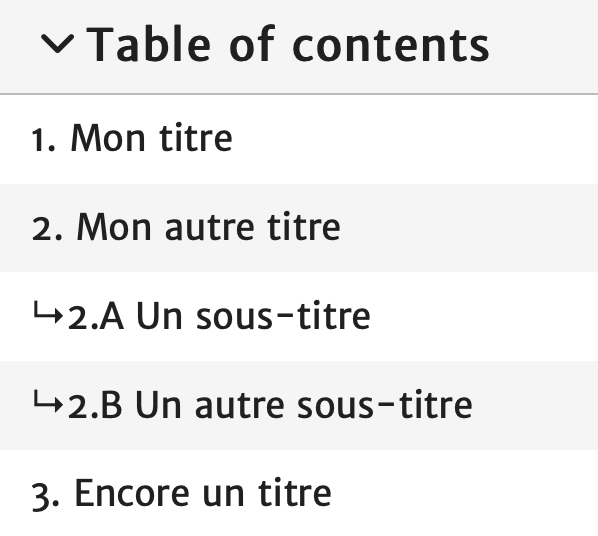 Table of contents
1. Mon titre
2. Mon autre titre
↳2.A Un sous-titre
↳2.B Un autre sous-titre
3. Encore un titre